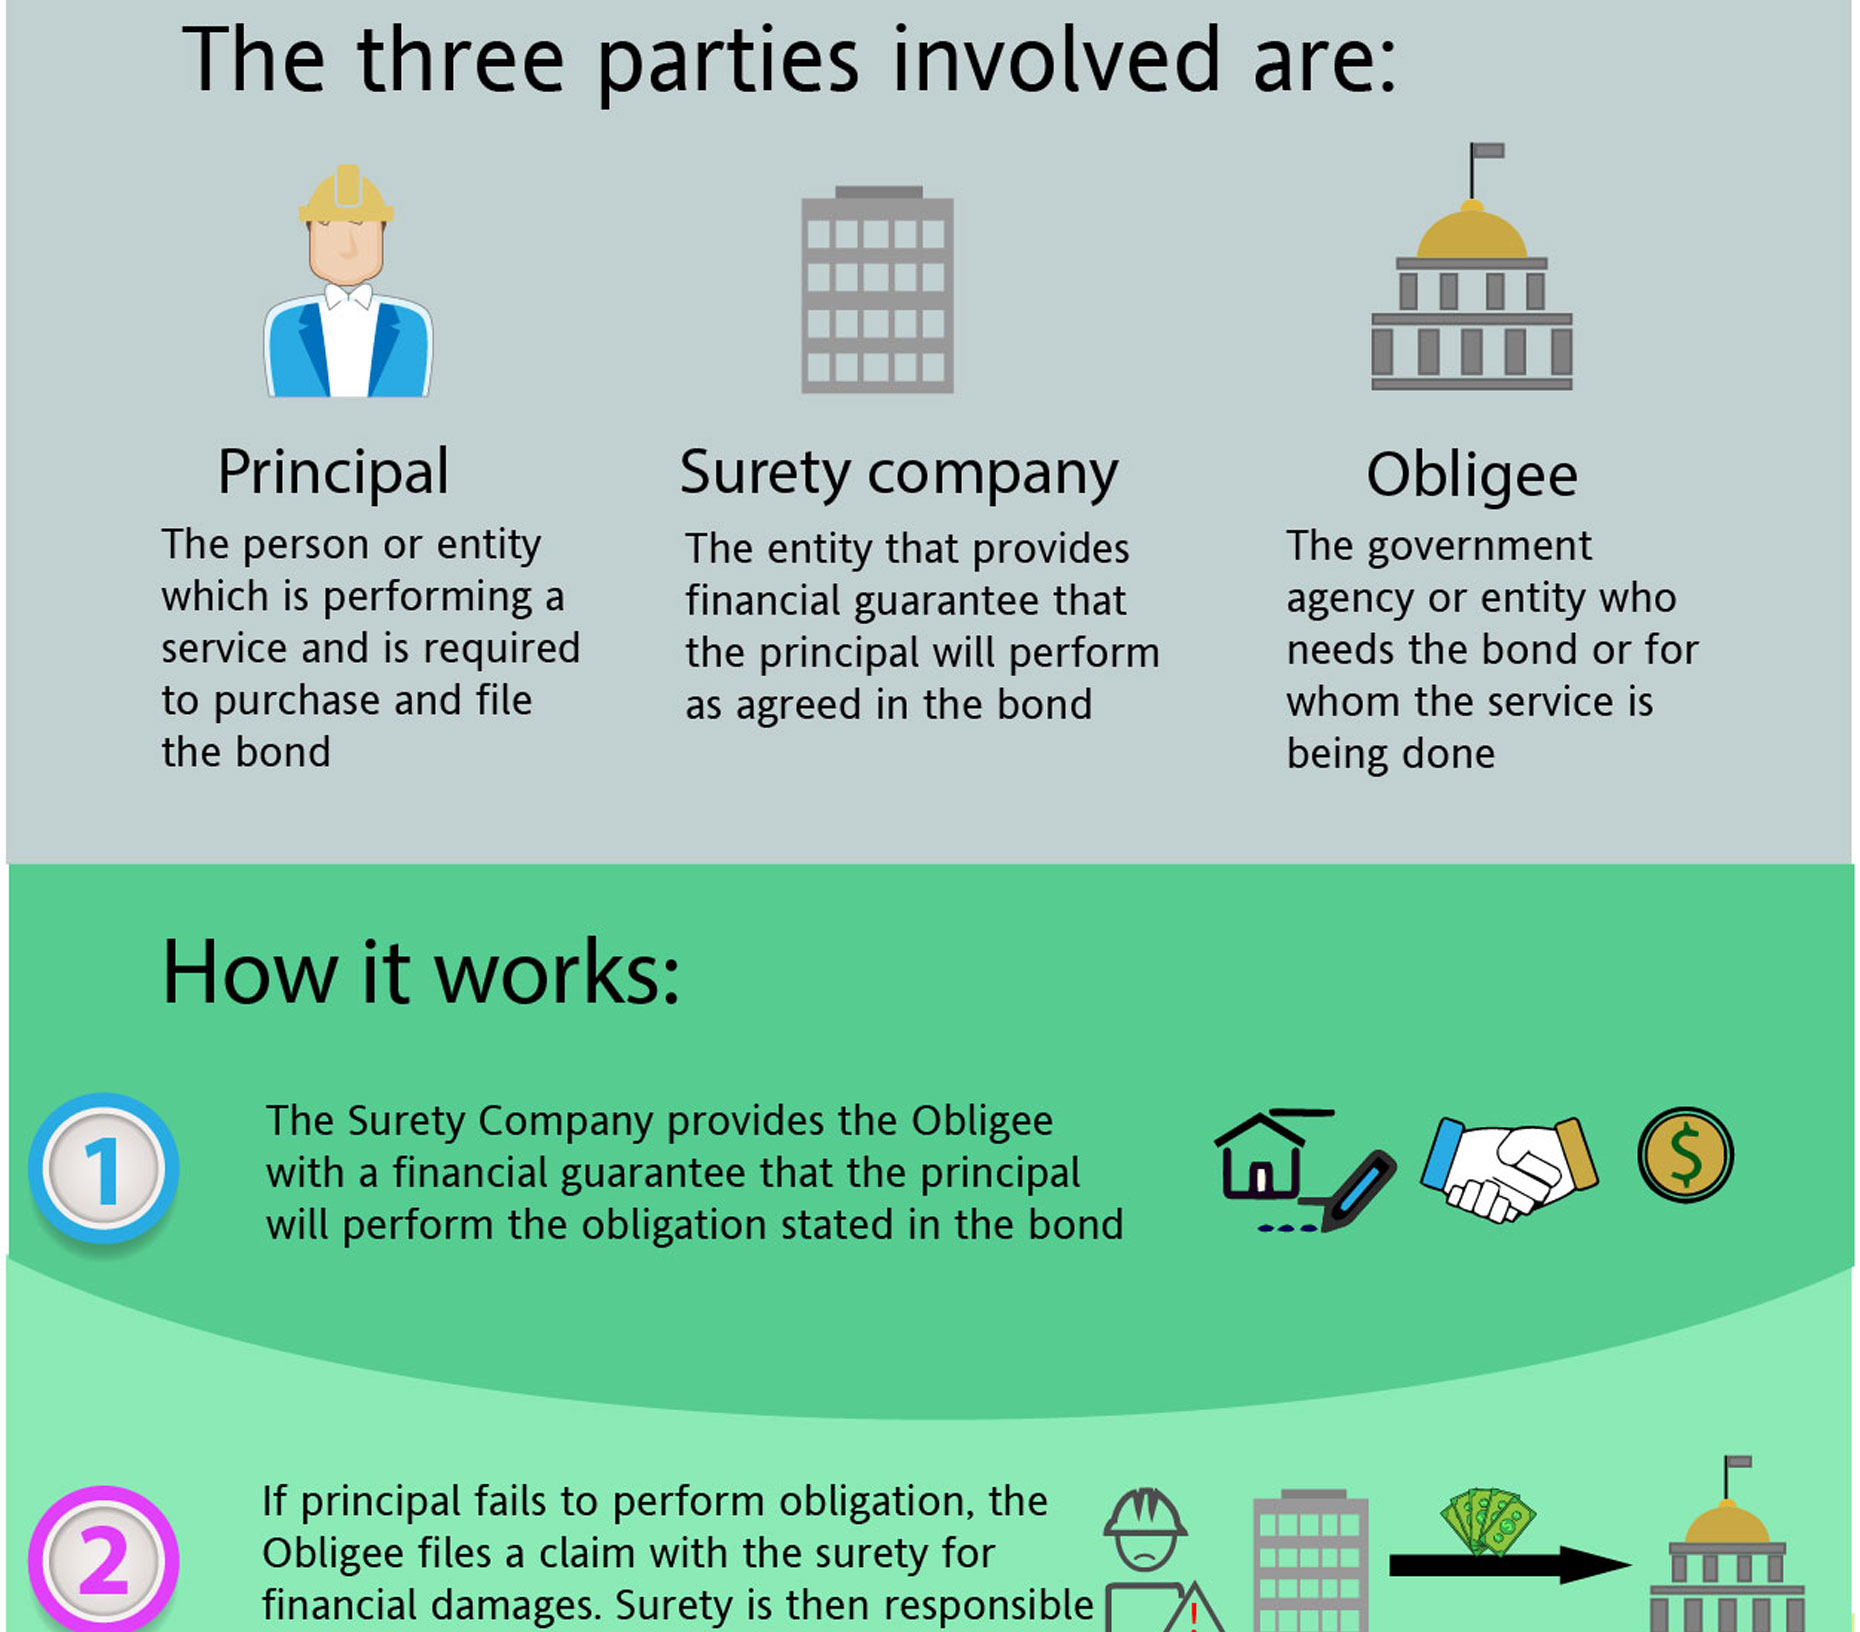 The three parties involved are:
Principal
The person or entity
which is performing a
service and is required
to purchase and file
the bond
Surety company
The entity that provides
financial guarantee that
the principal will perform
as agreed in the bond
Obligee
The government
agency or entity who
needs the bond or for
whom the service is
being done
How it works:
1
The Surety Company provides the Obligee
with a financial guarantee that the principal
will perform the obligation stated in the bond
$
2
If principal fails to perform obligation, the
Obligee files a claim with the surety for
financial damages. Surety is then responsible
!